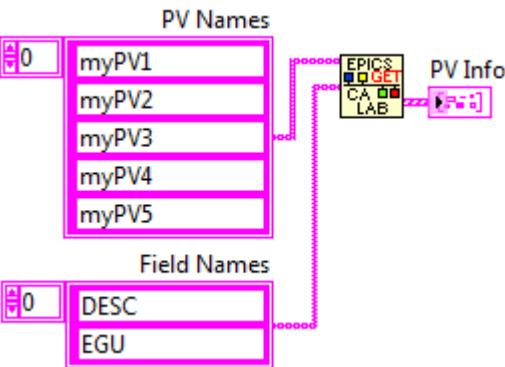 PV Names
0
myPV1
myPV2
myPV3
myPV4
myPV5
EPICS
GET
CA
LAB
PV Info
Field Names
0
DESC
EGU